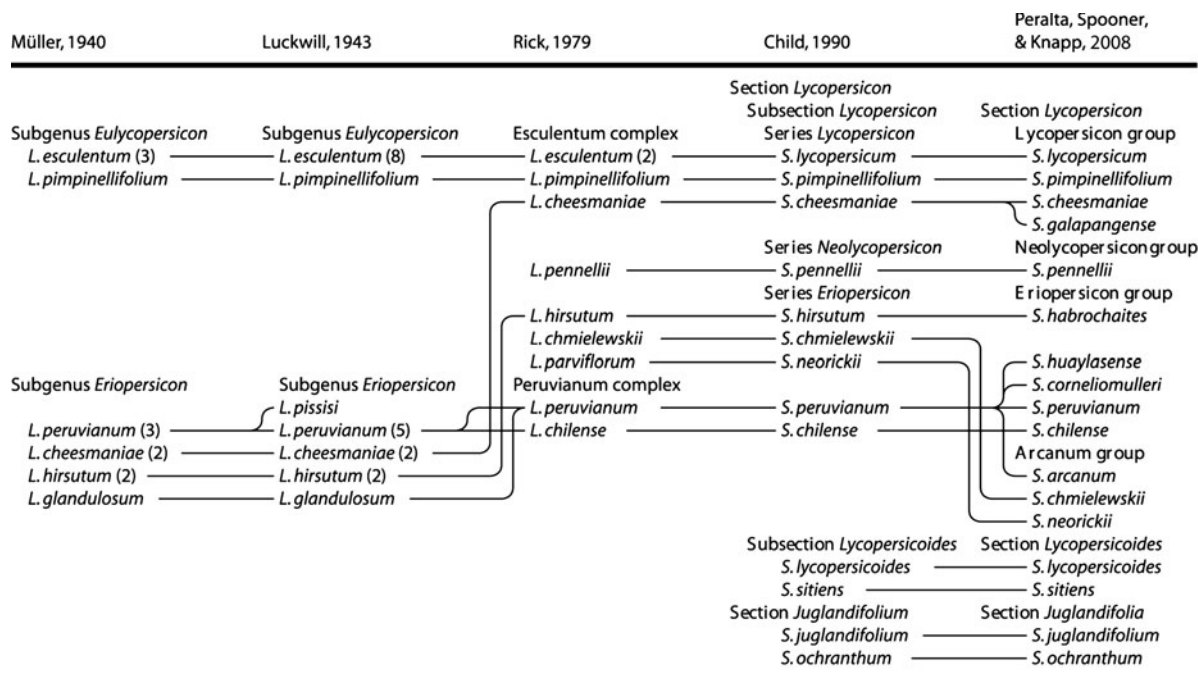 Müller, 1940 Luckwill, 1943 Rick, 1979 Child, 1990 Peralta, Spooner,
& Knapp, 2008
Section Lycopersicon
Subsection Lycopersicon Section Lycopersicon
Subgenus Eulycopersicon Subgenus Eulycopersicon Esculentum complex Series Lycopersicon Lycopersicon group
L. esculentum (3) L. esculentum (8) L. esculentum (2) S. lycopersicum S. lycopersicum
L. pimpinellifolium L. pimpinellifolium L. pimpinellifolium S. pimpinellifolium S. pimpinellifolium
L. cheesmaniae S. cheesmaniae S. cheesmaniae
S. galapangense
Series Neolycopersicon Neolycopersicon group
L. pennellii S. pennellii S. pennellii
Series Eriopersicon Eriopersicon group
L. hirsutum S. hirsutum S. habrochaites
L. chmielewskii S. chmielewskii
L. parviflorum S. neorickii S. huaylasense
Subgenus Eriopersicon Subgenus Eriopersicon Peruvianum complex S. corneliomulleri
L. pissisi L. peruvianum S. peruvianum S. peruvianum
L. peruvianum (3) L. peruvianum (5) L. chilense S. chilense S. chilense
L. cheesmaniae (2) L. cheesmaniae (2) Arcanum group
L. hirsutum (2) L. hirsutum (2) S. arcanum
L. glandulosum L. glandulosum S. chmielewskii
S. neorickii
Subsection Lycopersicoides Section Lycopersicoides
S. lycopersicoides S. lycopersicoides
S. sitiens S. sitiens
Section Juglandifolium Section Juglandifolia
S. juglandifolium S. juglandifolium
S. ochranthum S. ochranthum